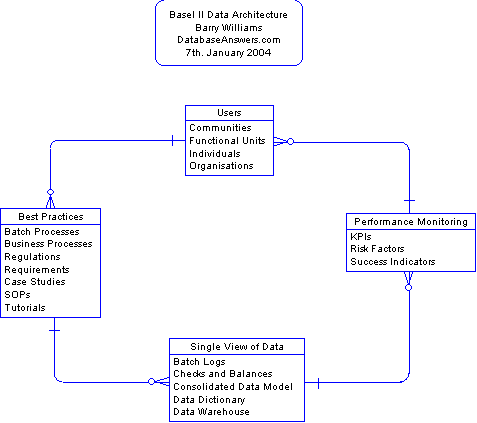 Basel II Data Architecture
Barry Williams
DatabaseAnswers.com
7th. January 2004
Users
Communities
Functional Units
Individuals
Organisations
Best Practices
Batch Processes
Business Processes
Regulations
Requirements
Case Studies
SOPs
Tutorials
Performance Monitoring
KPIs
Risk Factors
Success Indicators
Single View of Data
Batch Logs
Checks and Balances
Consolidated Data Model
Data Dictionary
Data Warehouse